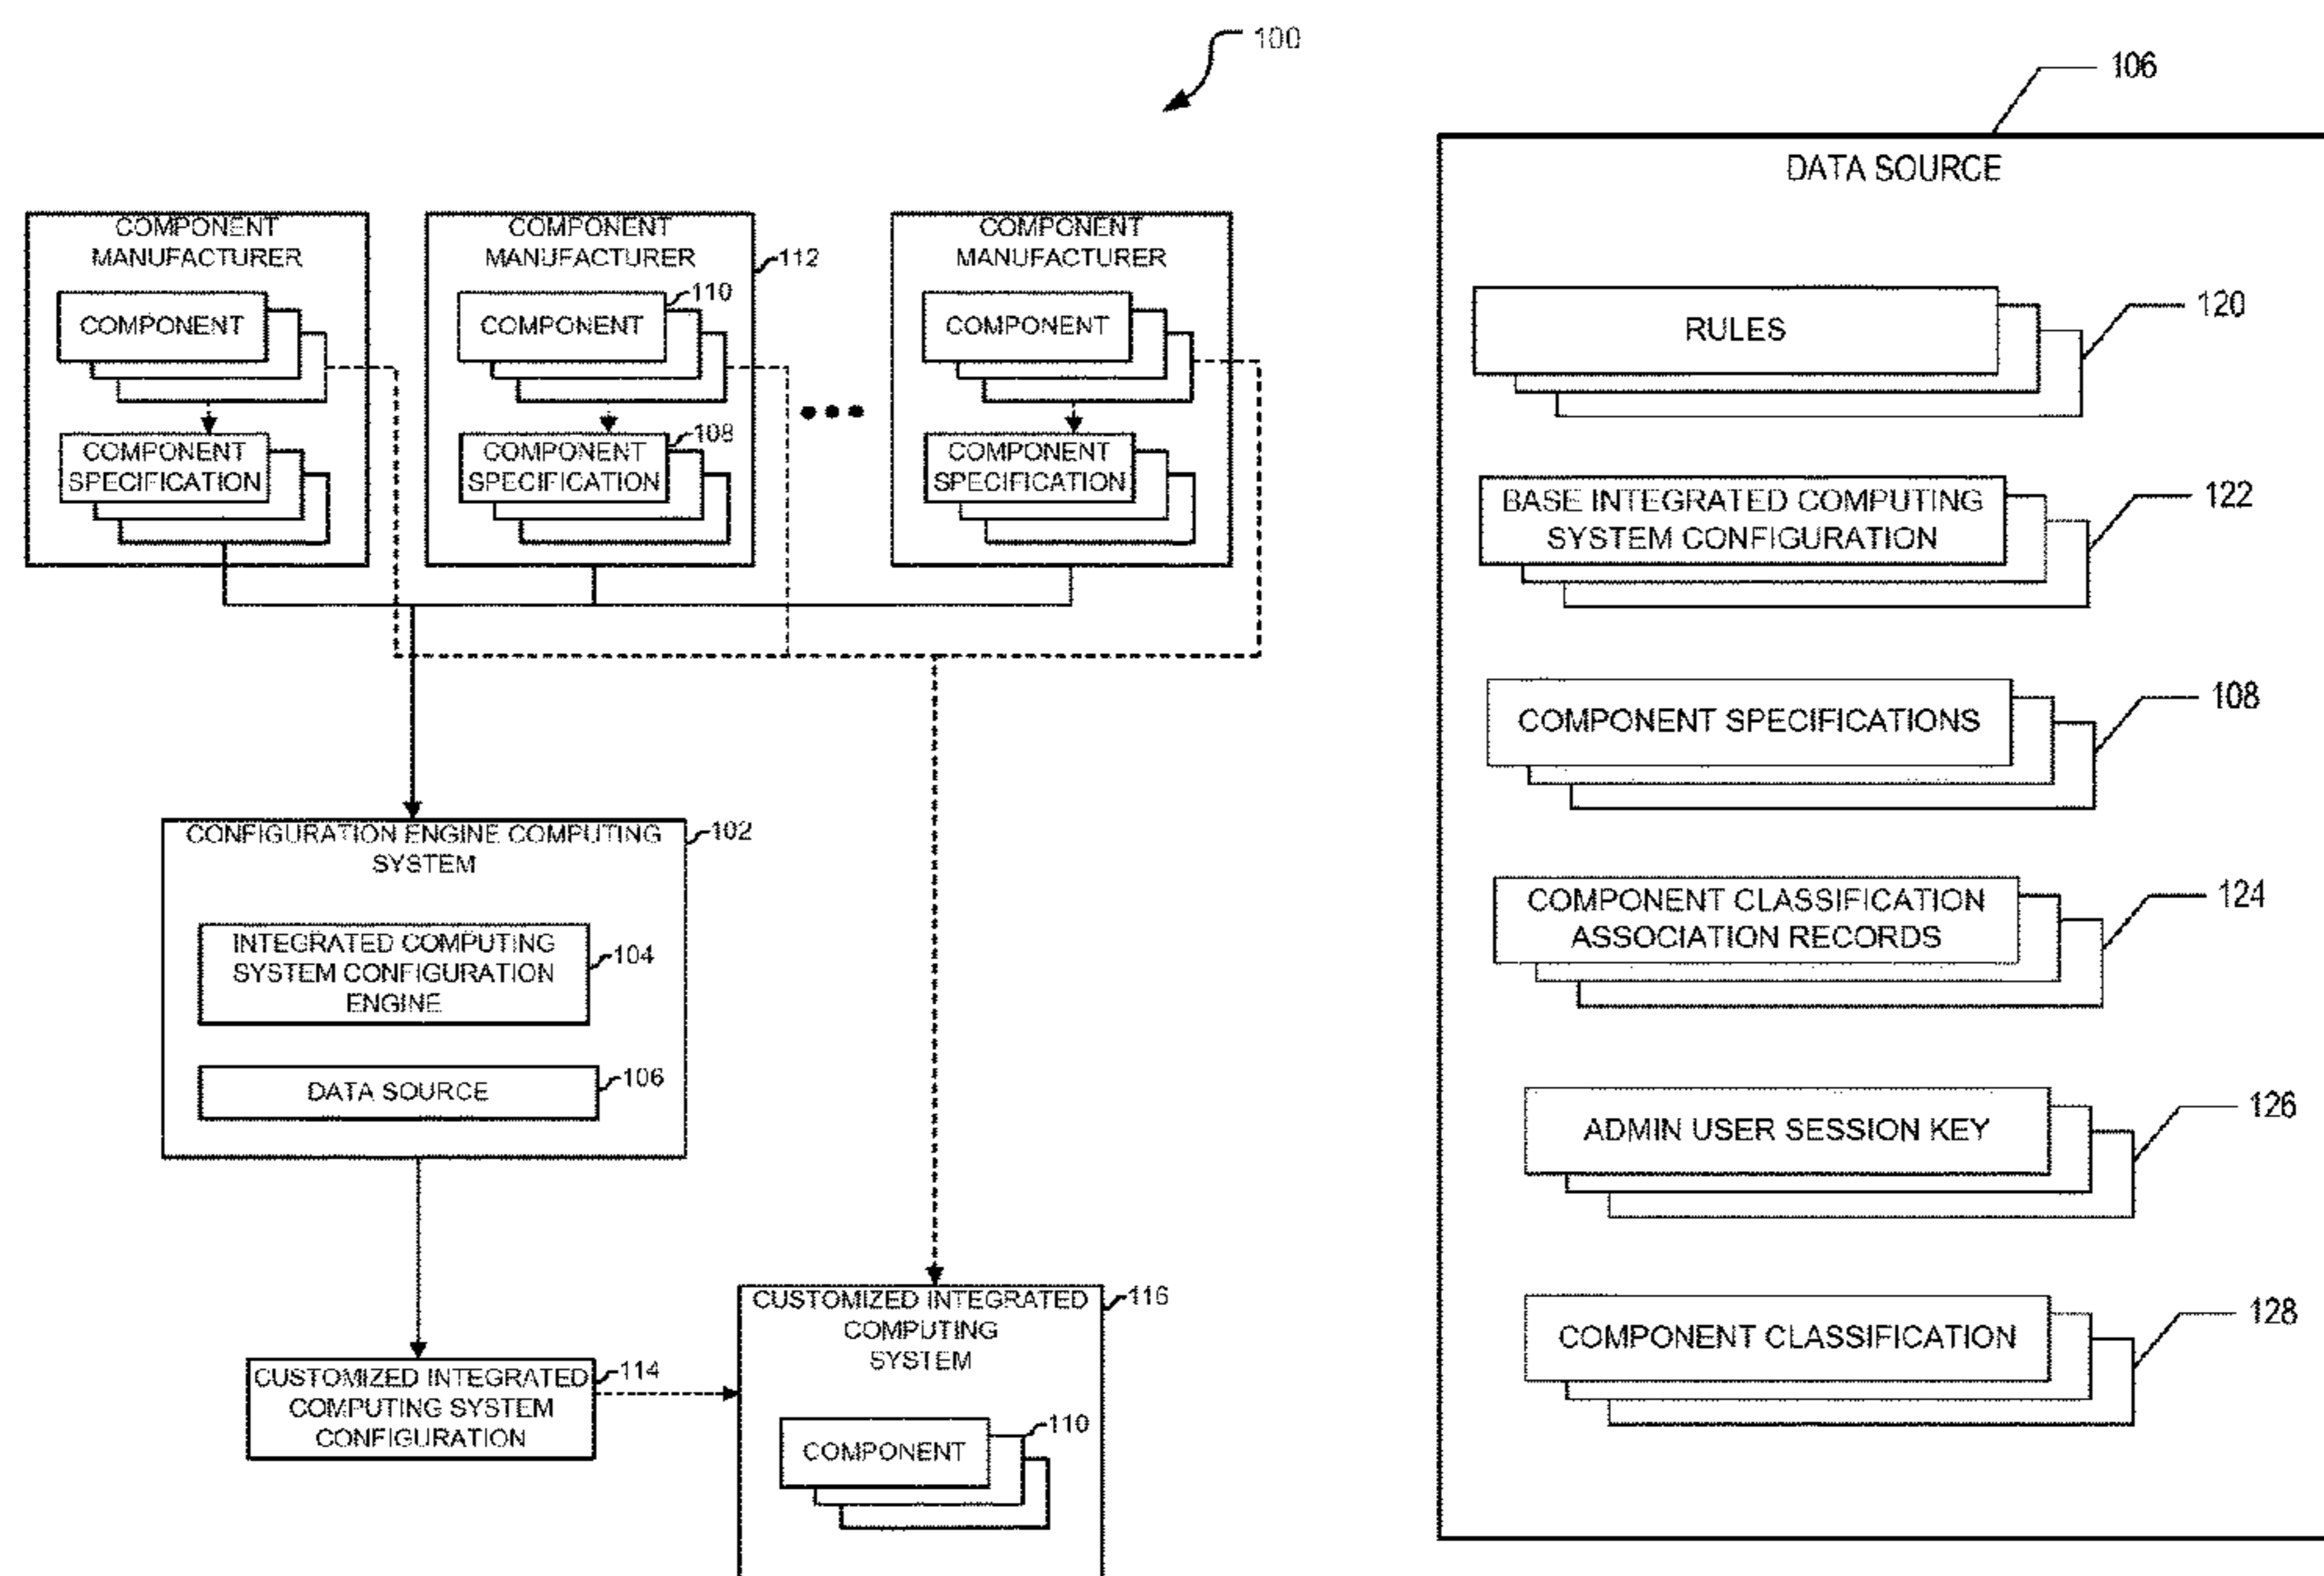 100
COMPONENT
MANUFACTURER
COMPONENT
COMPONENT
SPECIFICATION
COMPONENT
MANUFACTURER
112
110
COMPONENT
108
COMPONENT
SPECIFICATION
COMPONENT
MANUFACTURER
COMPONENT
COMPONENT
SPECIFICATION
CONFIGURATION ENGINE COMPUTING
SYSTEM
102
INTEGRATED COMPUTING
SYSTEM CONFIGURATION
ENGINE
104
DATA SOURCE
106
CUSTOMIZED INTEGRATED
COMPUTING SYSTEM
CONFIGURATION
114
CUSTOMIZED INTEGRATED
COMPUTING
SYSTEM
116
COMPONENT
110
106
DATA SOURCE
RULES
120
BASE INTEGRATED COMPUTING
SYSTEM CONFIGURATION
122
COMPONENT SPECIFICATIONS
108
COMPONENT CLASSIFICATION
ASSOCIATION RECORDS
124
ADMIN USER SESSION KEY
126
COMPONENT CLASSIFICATION
128